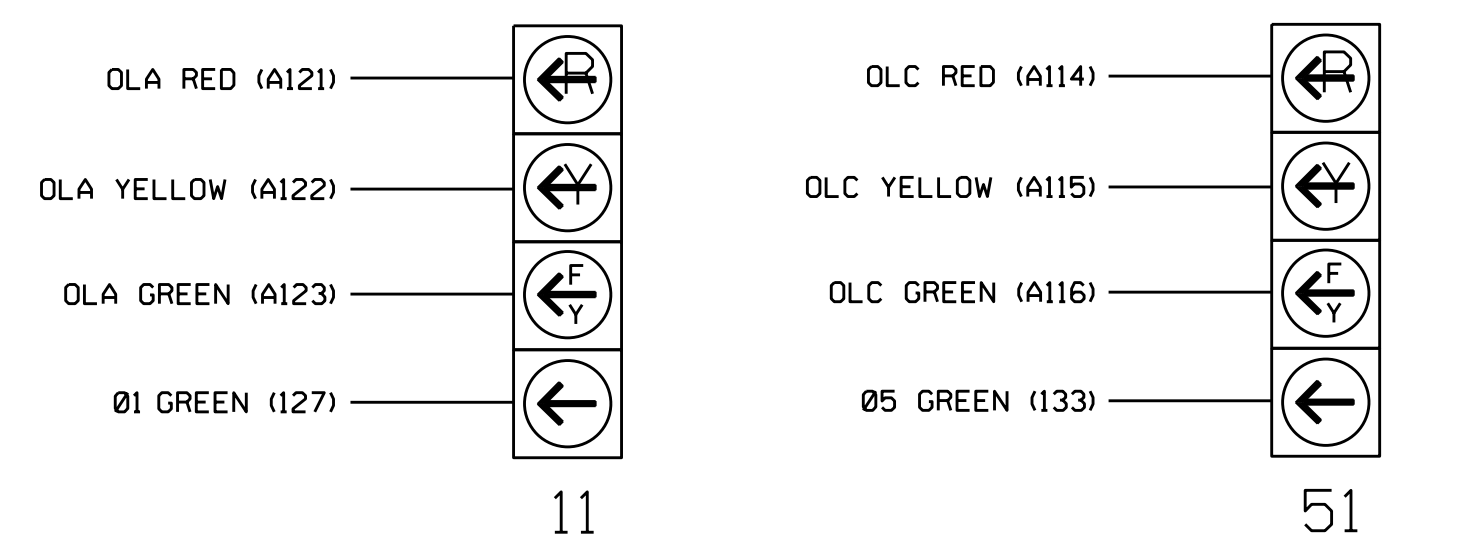 OLA RED (A121)
R
OLA YELLOW (A122)
Y
OLA GREEN (A123)
F
Y
Ø1 GREEN (127)
11
OLC RED (A114)
R
OLC YELLOW (A115)
Y
OLC GREEN (A116)
F
Y
Ø5 GREEN (133)
51